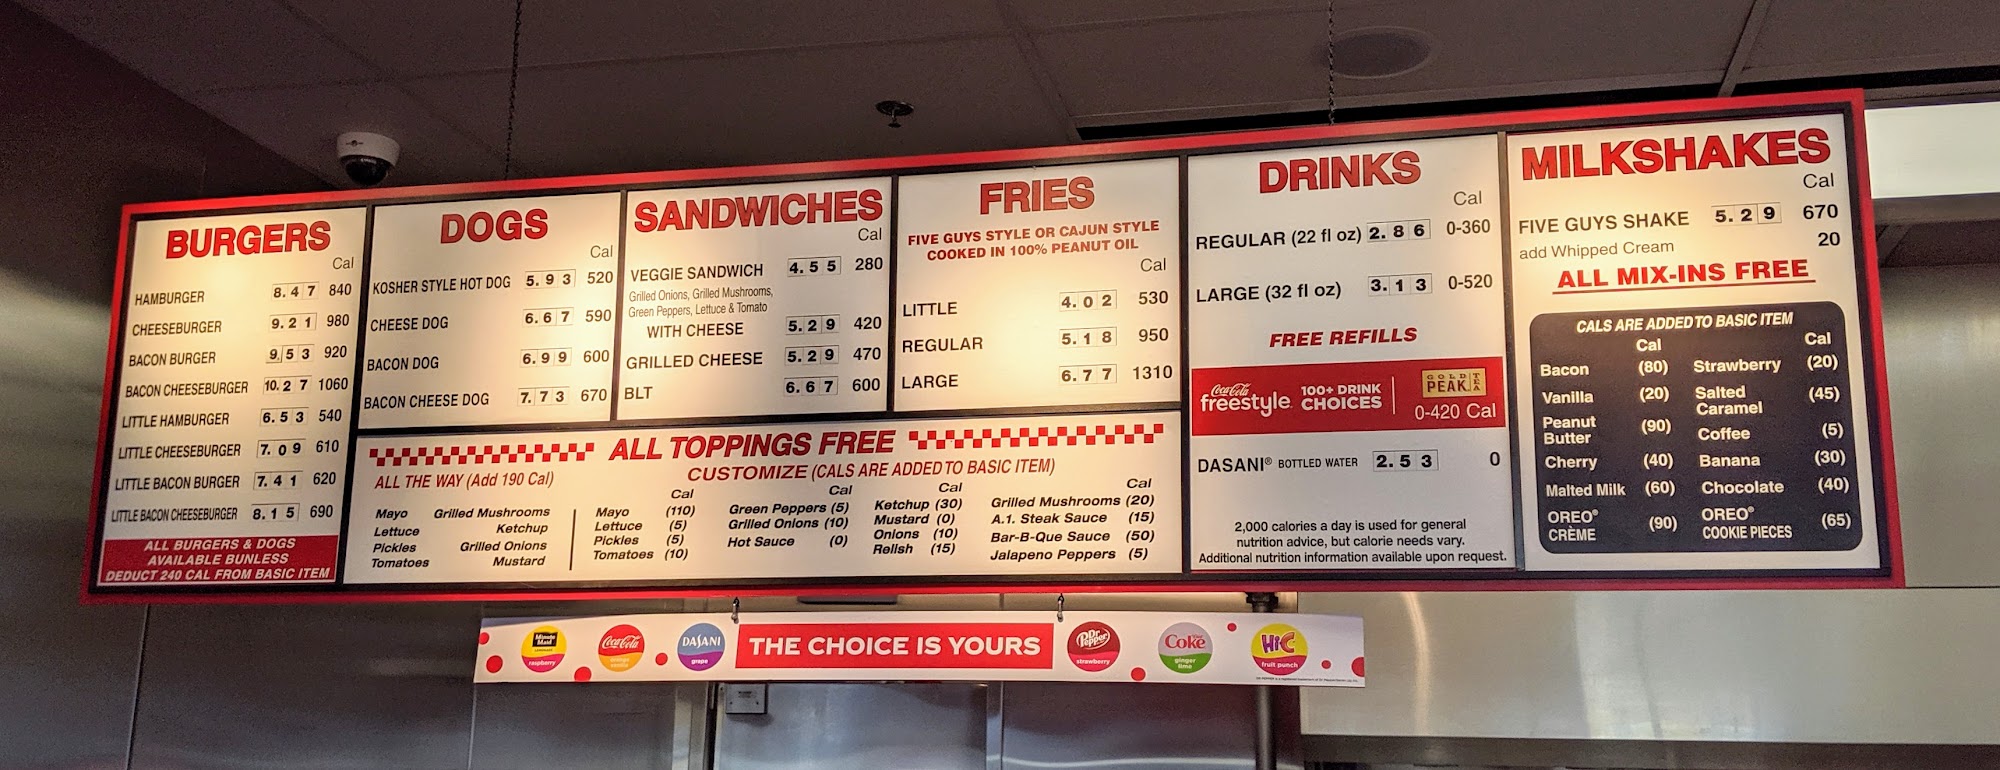 BURGERS
Cal
HAMBURGER 8.47 840
CHEESEBURGER 9.21 980
BACON BURGER 9.53 920
BACON CHEESEBURGER 10.27 1060
LITTLE HAMBURGER 6.53 540
LITTLE CHEESEBURGER 7.09 610
LITTLE BACON BURGER 7.41 620
LITTLE BACON CHEESEBURGER 8.15 690
ALL BURGERS & DOGS
AVAILABLE BUNLESS
DEDUCT 240 CAL FROM BASIC ITEM
DOGS
Cal
KOSHER STYLE HOT DOG 5.93 520
CHEESE DOG 6.67 590
BACON DOG 6.99 600
BACON CHEESE DOG 7.73 670
SANDWICHES
Cal
VEGGIE SANDWICH 4.55 280
Grilled Onions, Grilled Mushrooms,
Green Peppers, Lettuce & Tomato
WITH CHEESE 5.29 420
GRILLED CHEESE 5.29 470
BLT 6.67 600
FRIES
FIVE GUYS STYLE OR CAJUN STYLE
COOKED IN 100% PEANUT OIL
Cal
LITTLE 4.02 530
REGULAR 5.18 950
LARGE 6.77 1310
ALL TOPPINGS FREE
ALL THE WAY (Add 190 Cal)
CUSTOMIZE (CALS ARE ADDED TO BASIC ITEM)
Mayo Grilled Mushrooms
Lettuce Ketchup
Pickles Grilled Onions
Tomatoes Mustard
Cal
Mayo (110)
Lettuce (5)
Pickles (5)
Tomatoes (10)
Cal
Green Peppers (5)
Grilled Onions (10)
Hot Sauce (0)
Cal
Ketchup (30)
Mustard (0)
Onions (10)
Relish (15)
Cal
Grilled Mushrooms (20)
A.1. Steak Sauce (15)
Bar-B-Que Sauce (50)
Jalapeno Peppers (5)
DRINKS
Cal
REGULAR (22 fl oz) 2.86 0-360
LARGE (32 fl oz) 3.13 0-520
FREE REFILLS
Coca-Cola
freestyle
100+ DRINK
CHOICES
GOLD
PEAK
TEA
0-420 Cal
DASANI® BOTTLED WATER 2.53 0
2,000 calories a day is used for general
nutrition advice, but calorie needs vary.
Additional nutrition information available upon request.
MILKSHAKES
Cal
FIVE GUYS SHAKE 5.29 670
add Whipped Cream 20
ALL MIX-INS FREE
CALS ARE ADDED TO BASIC ITEM
Cal
Bacon (80)
Vanilla (20)
Peanut
Butter (90)
Cherry (40)
Malted Milk (60)
OREO®
CRÈME (90)
Cal
Strawberry (20)
Salted
Caramel (45)
Coffee (5)
Banana (30)
Chocolate (40)
OREO®
COOKIE PIECES (65)
Minute
Maid
raspberry
Coca-Cola
DASANI
grape
THE CHOICE IS YOURS
Dr Pepper
strawberry
Coke
ginger
lime
Hi-C
fruit punch